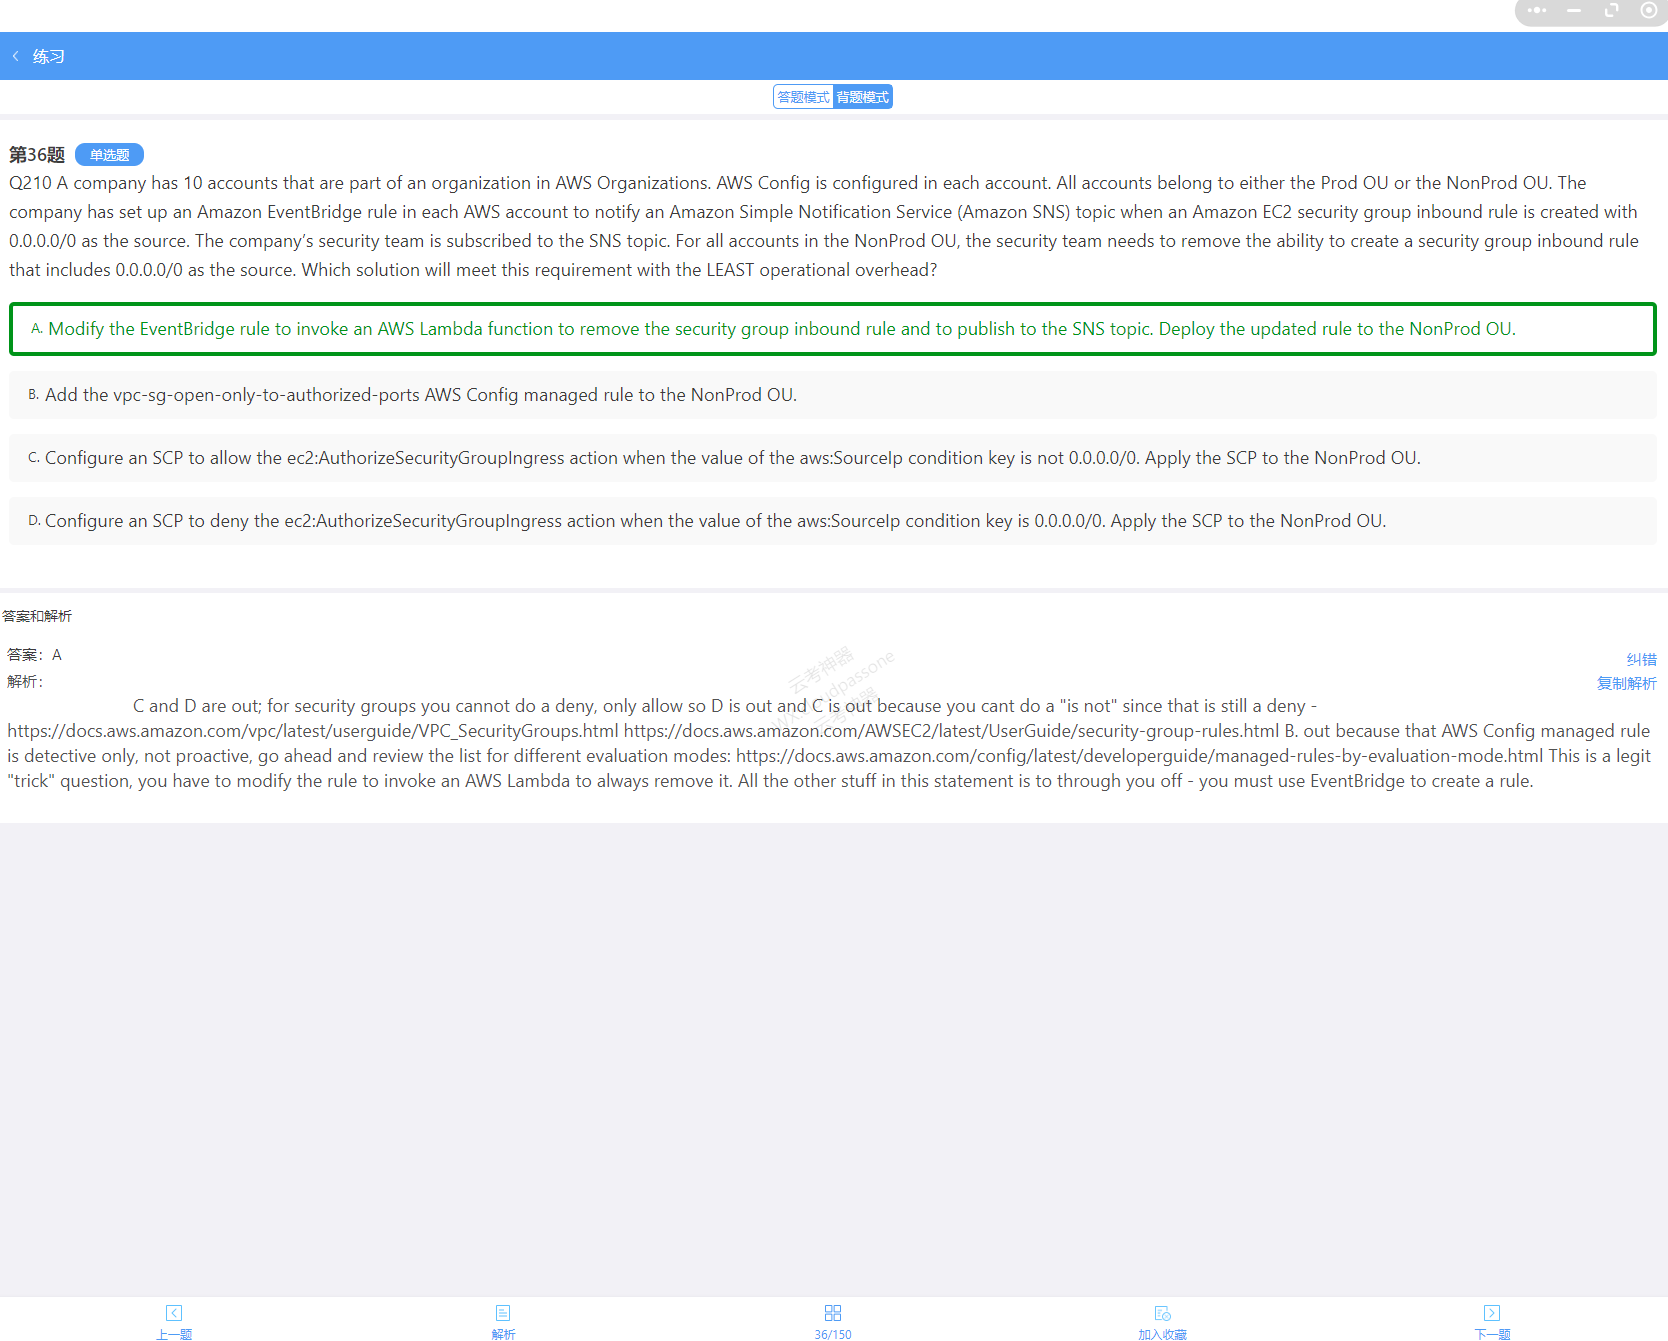 练习
答题模式 背题模式
第36题 单选题
Q210 A company has 10 accounts that are part of an organization in AWS Organizations. AWS Config is configured in each account. All accounts belong to either the Prod OU or the NonProd OU. The
company has set up an Amazon EventBridge rule in each AWS account to notify an Amazon Simple Notification Service (Amazon SNS) topic when an Amazon EC2 security group inbound rule is created with
0.0.0.0/0 as the source. The company’s security team is subscribed to the SNS topic. For all accounts in the NonProd OU, the security team needs to remove the ability to create a security group inbound rule
that includes 0.0.0.0/0 as the source. Which solution will meet this requirement with the LEAST operational overhead?
A. Modify the EventBridge rule to invoke an AWS Lambda function to remove the security group inbound rule and to publish to the SNS topic. Deploy the updated rule to the NonProd OU.
B. Add the vpc-sg-open-only-to-authorized-ports AWS Config managed rule to the NonProd OU.
C. Configure an SCP to allow the ec2:AuthorizeSecurityGroupIngress action when the value of the aws:SourceIp condition key is not 0.0.0.0/0. Apply the SCP to the NonProd OU.
D. Configure an SCP to deny the ec2:AuthorizeSecurityGroupIngress action when the value of the aws:SourceIp condition key is 0.0.0.0/0. Apply the SCP to the NonProd OU.
答案和解析
答案：A
纠错
解析：
复制解析
C and D are out; for security groups you cannot do a deny, only allow so D is out and C is out because you cant do a "is not" since that is still a deny -
https://docs.aws.amazon.com/vpc/latest/userguide/VPC_SecurityGroups.html https://docs.aws.amazon.com/AWSEC2/latest/UserGuide/security-group-rules.html B. out because that AWS Config managed rule
is detective only, not proactive, go ahead and review the list for different evaluation modes: https://docs.aws.amazon.com/config/latest/developerguide/managed-rules-by-evaluation-mode.html This is a legit
"trick" question, you have to modify the rule to invoke an AWS Lambda to always remove it. All the other stuff in this statement is to through you off - you must use EventBridge to create a rule.
云考神器
云考神器
上一题 解析 36/150 加入收藏 下一题